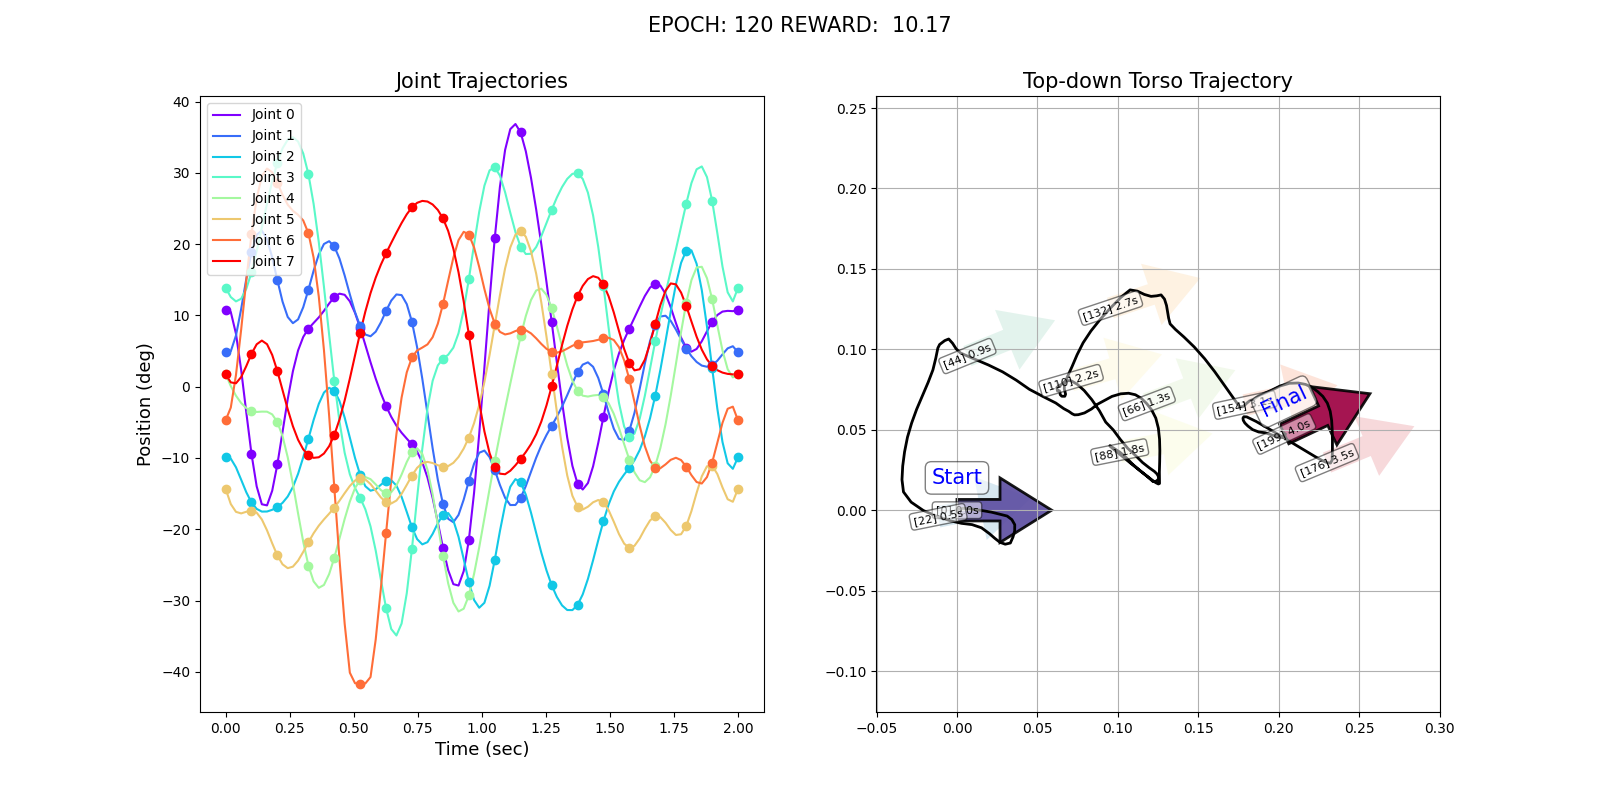 EPOCH: 120 REWARD:  10.17
Joint Trajectories
Position (deg)
40
30
20
10
0
−10
−20
−30
−40
Joint 0
Joint 1
Joint 2
Joint 3
Joint 4
Joint 5
Joint 6
Joint 7
0.00 0.25 0.50 0.75 1.00 1.25 1.50 1.75 2.00
Time (sec)
Top-down Torso Trajectory
0.25
0.20
0.15
0.10
0.05
0.00
−0.05
−0.10
[132] 2.7s
[44] 0.9s
[110] 2.2s
[66] 1.3s
[154]
Final
[199] 4.0s
[88] 1.8s
[176] 3.5s
Start
[22] 0.5s
−0.05 0.00 0.05 0.10 0.15 0.20 0.25 0.30